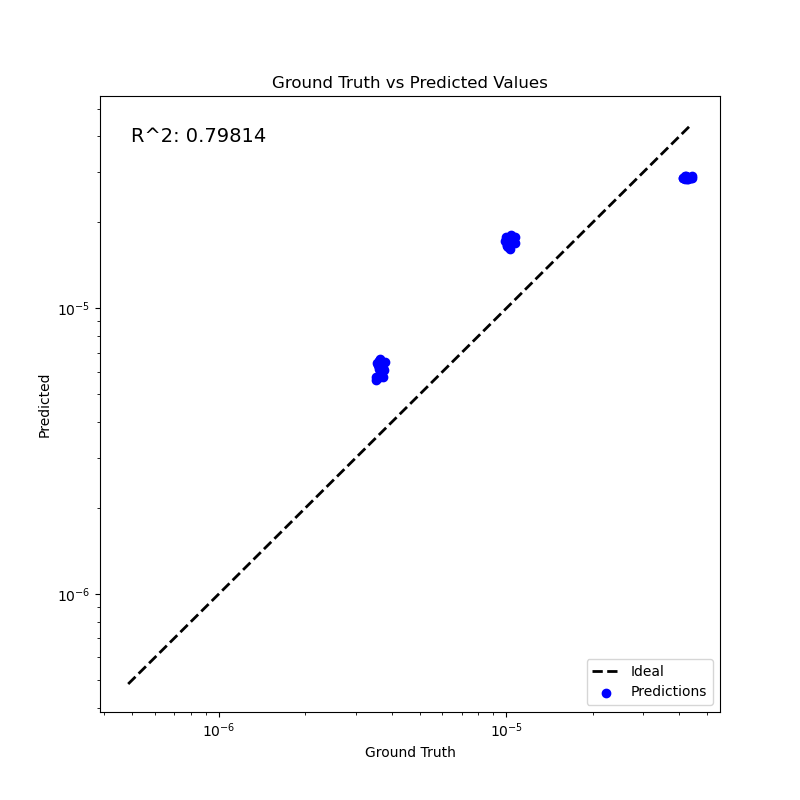 Ground Truth vs Predicted Values
R^2: 0.79814
10⁻⁵
10⁻⁶
Predicted
10⁻⁶ 10⁻⁵
Ground Truth
Ideal
Predictions